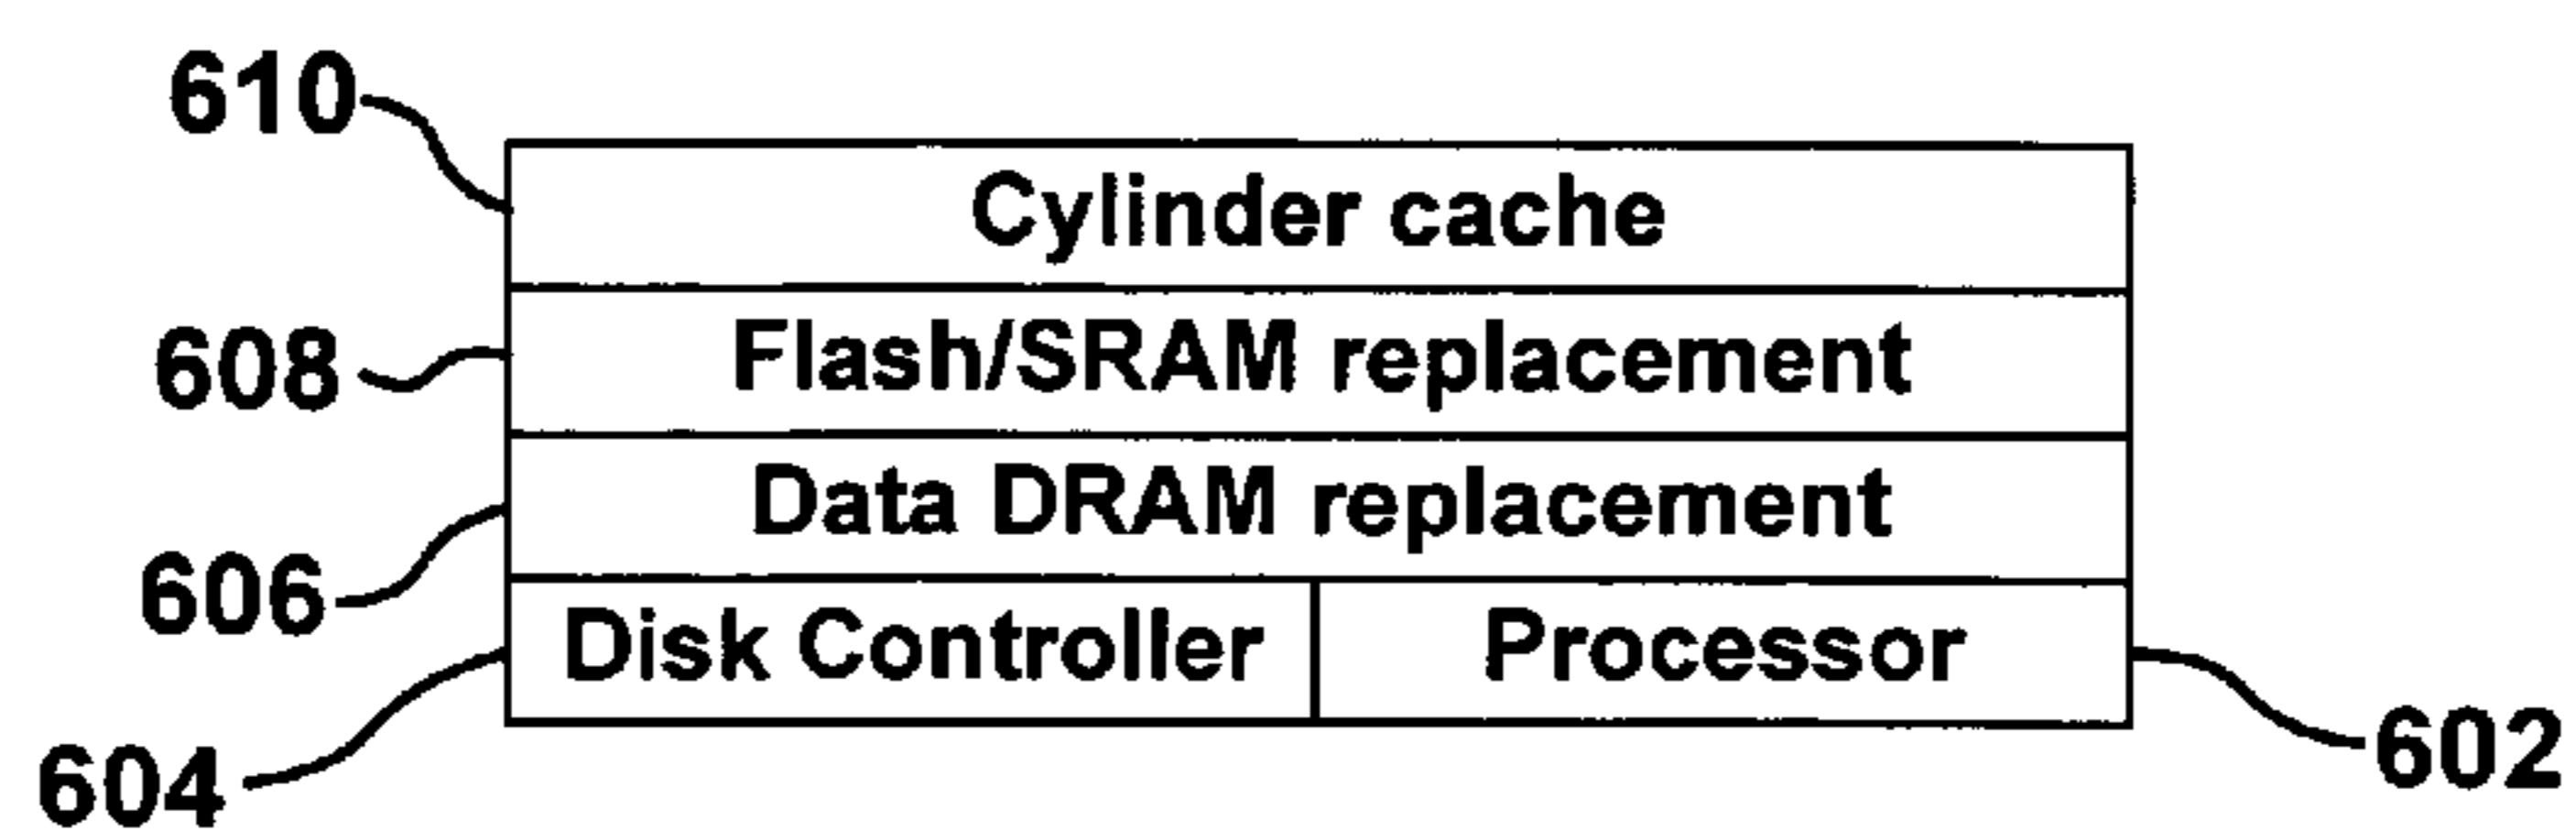 610
Cylinder cache
608
Flash/SRAM replacement
Data DRAM replacement
606
Disk Controller
Processor
604
602